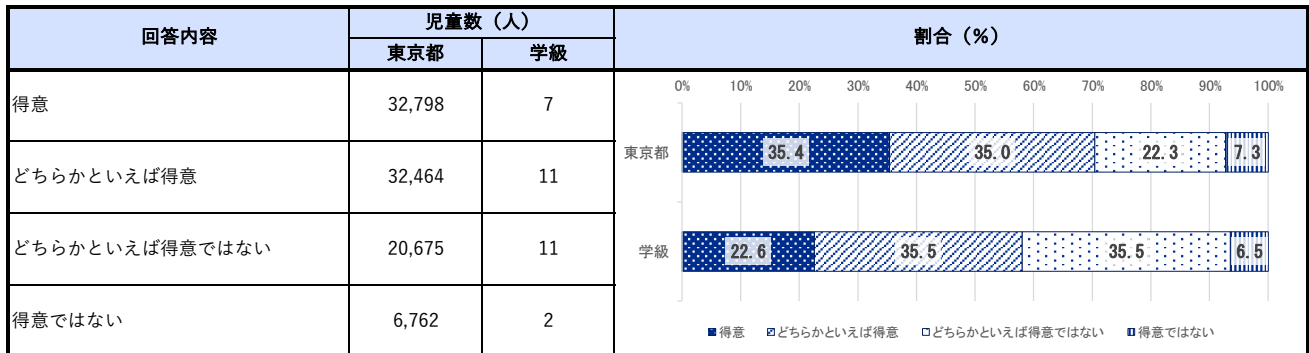 回答内容 児童数（人） 割合（%）
東京都 学級
得意 32,798 7
どちらかといえば得意 32,464 11
どちらかといえば得意ではない 20,675 11
得意ではない 6,762 2
0% 10% 20% 30% 40% 50% 60% 70% 80% 90% 100%
東京都 35.4 35.0 22.3 7.3
学級 22.6 35.5 35.5 6.5
得意 どちらかといえば得意 どちらかといえば得意ではない 得意ではない